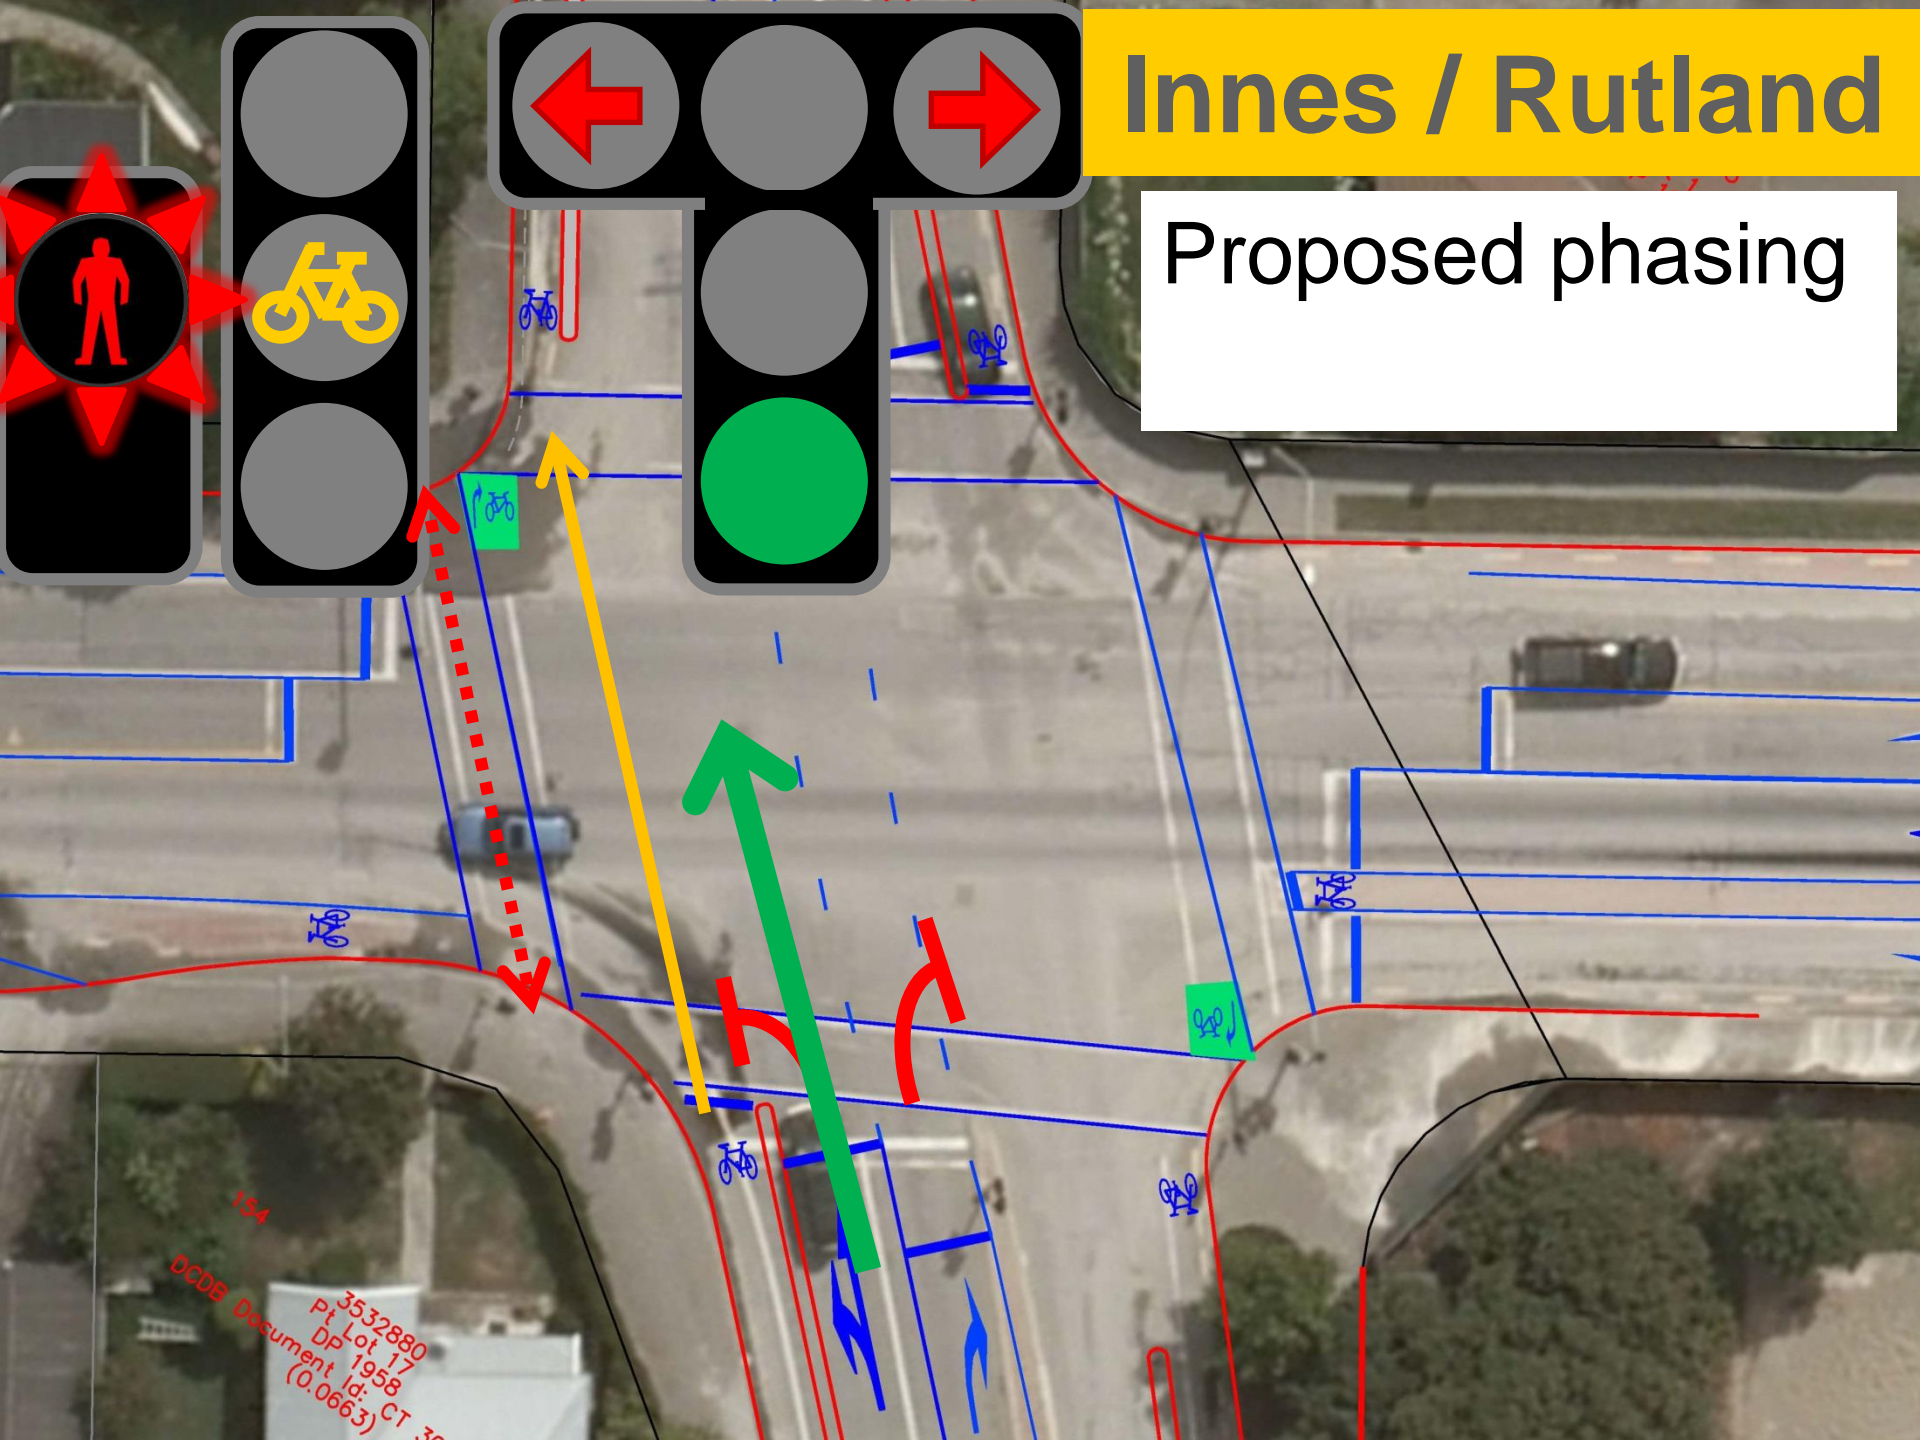 Innes / Rutland
Proposed phasing
154
3532880
Pt Lot 17
DP 1958
DCDB Document Id: CT
(0.0663)